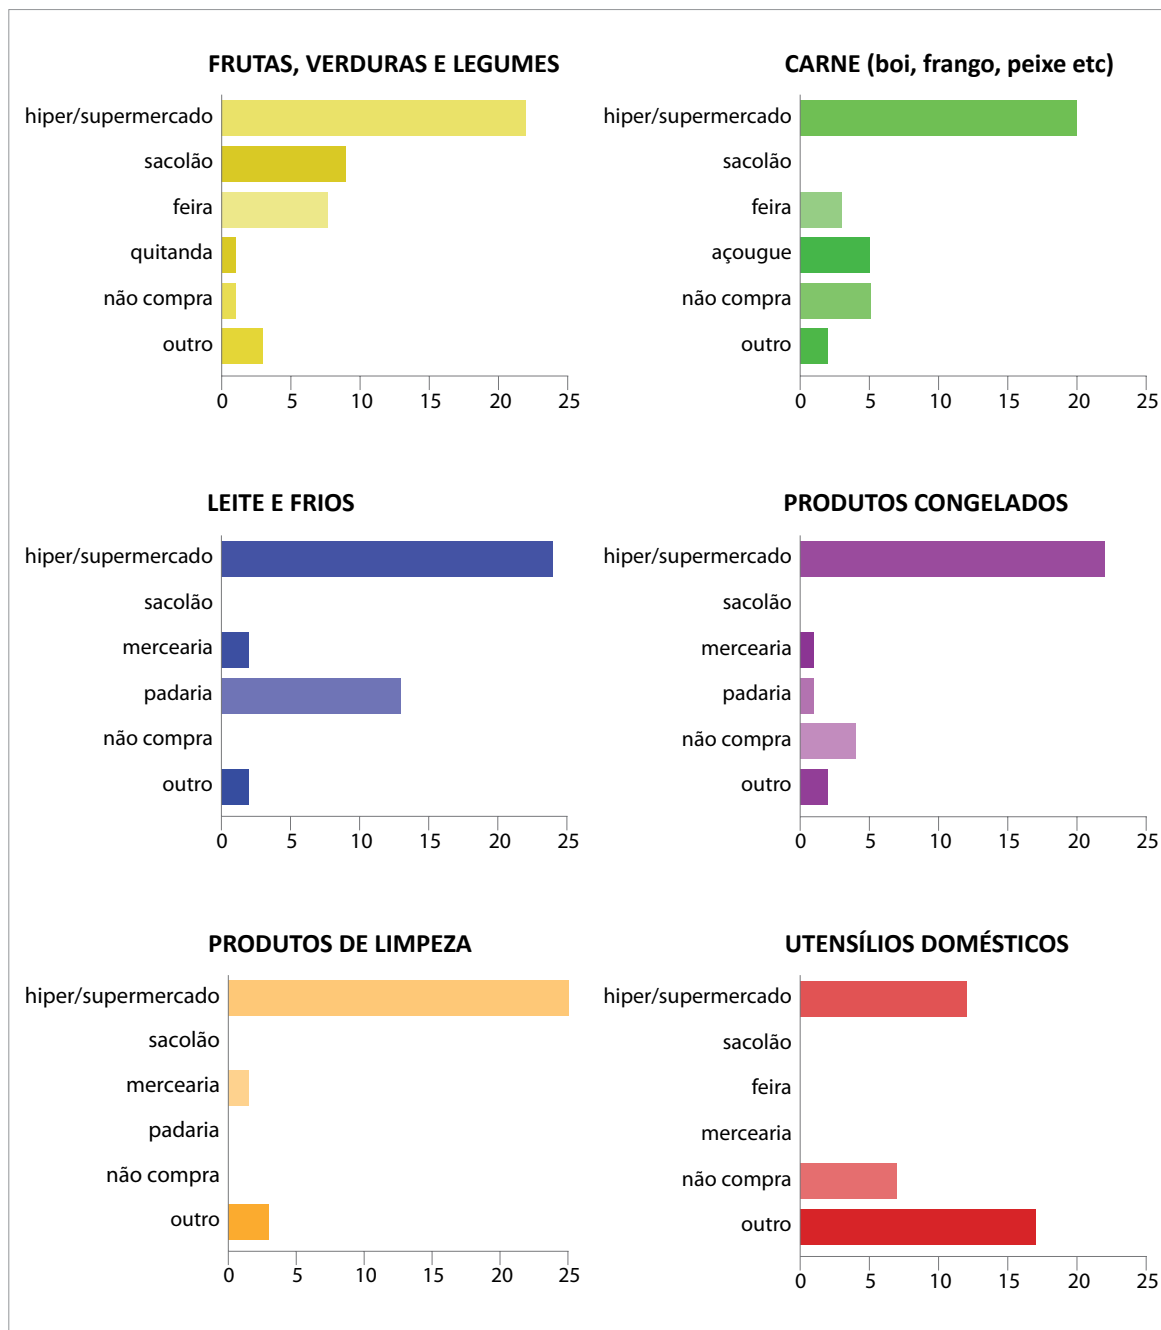 FRUTAS, VERDURAS E LEGUMES
hiper/supermercado
sacolão
feira
quitanda
não compra
outro
0 5 10 15 20 25
CARNE (boi, frango, peixe etc)
hiper/supermercado
sacolão
feira
açougue
não compra
outro
0 5 10 15 20 25
LEITE E FRIOS
hiper/supermercado
sacolão
mercearia
padaria
não compra
outro
0 5 10 15 20 25
PRODUTOS CONGELADOS
hiper/supermercado
sacolão
mercearia
padaria
não compra
outro
0 5 10 15 20 25
PRODUTOS DE LIMPEZA
hiper/supermercado
sacolão
mercearia
padaria
não compra
outro
0 5 10 15 20 25
UTENSÍLIOS DOMÉSTICOS
hiper/supermercado
sacolão
feira
mercearia
não compra
outro
0 5 10 15 20 25